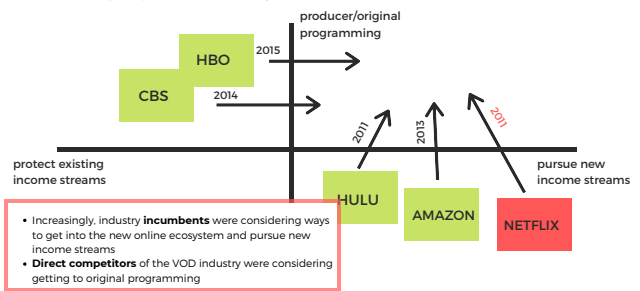 producer/original
programming
HBO
2015
CBS
2014
2011
2013
2011
protect existing
income streams
pursue new
income streams
HULU
AMAZON
NETFLIX
• Increasingly, industry incumbents were considering ways
to get into the new online ecosystem and pursue new
income streams
• Direct competitors of the VOD industry were considering
getting to original programming